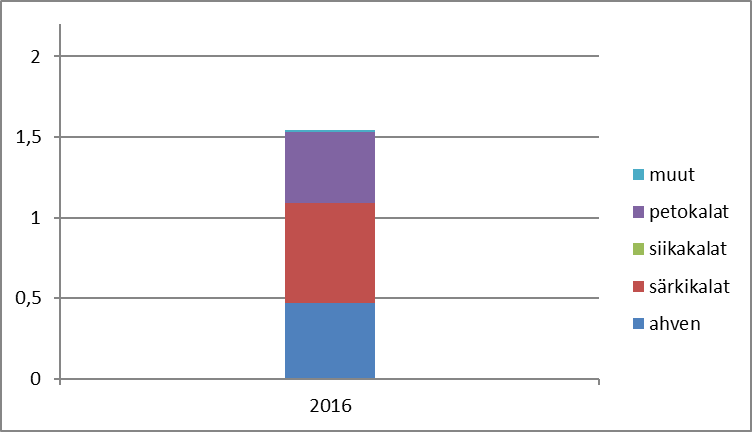 2
1,5
1
0,5
0
2016
muut
petokalat
siikakalat
särkikalat
ahven